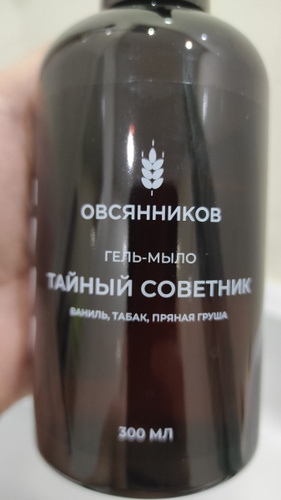 ОВСЯННИКОВ
ГЕЛЬ-МЫЛО
ТАЙНЫЙ СОВЕТНИК
ВАНИЛЬ, ТАБАК, ПРЯНАЯ ГРУША
300 МЛ